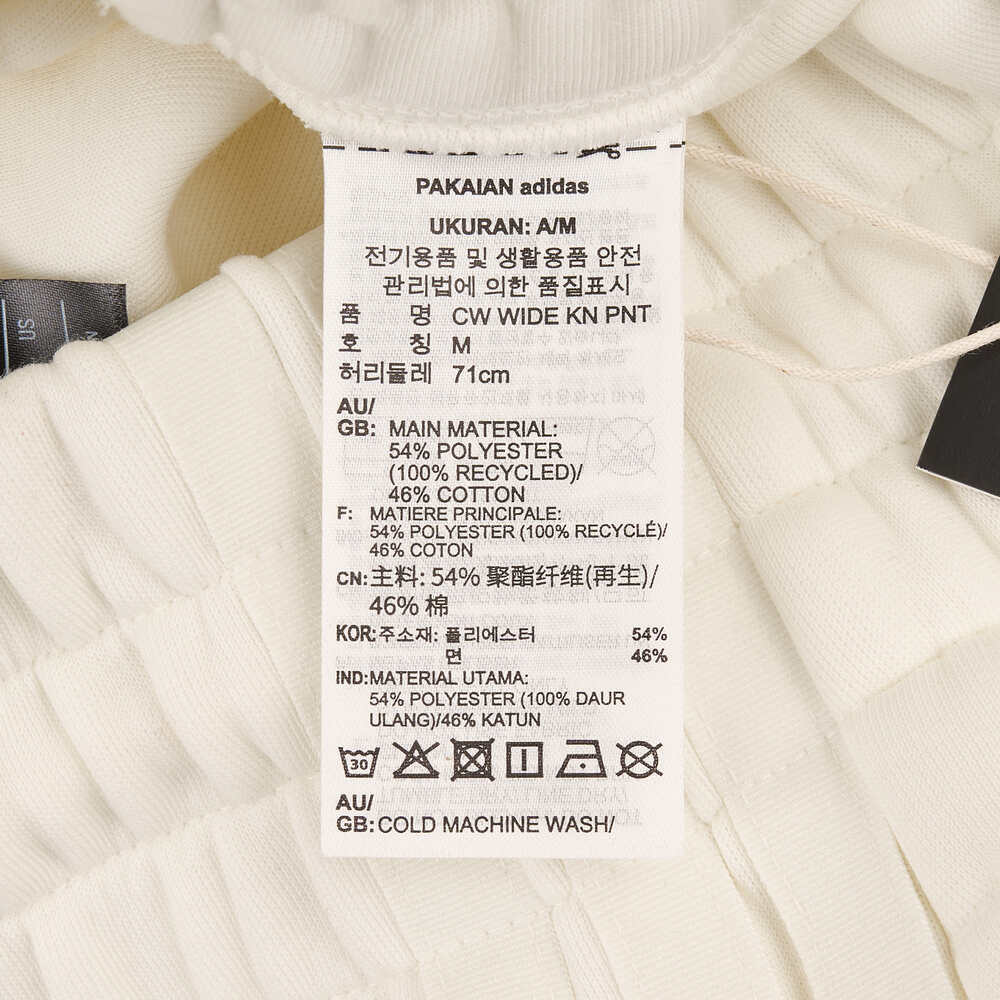 PAKAIAN adidas
UKURAN: A/M
전기용품 및 생활용품 안전
관리법에 의한 품질표시
품 명 CW WIDE KN PNT
호 칭 M
허리둘레 71cm
AU/
GB: MAIN MATERIAL:
54% POLYESTER
(100% RECYCLED)/
46% COTTON
F: MATIERE PRINCIPALE:
54% POLYESTER (100% RECYCLÉ)/
46% COTON
CN: 主料: 54% 聚酯纤维(再生)/
46% 棉
KOR: 주소재: 폴리에스터 54%
면 46%
IND: MATERIAL UTAMA:
54% POLYESTER (100% DAUR
ULANG)/46% KATUN
30
AU/
GB: COLD MACHINE WASH/
US